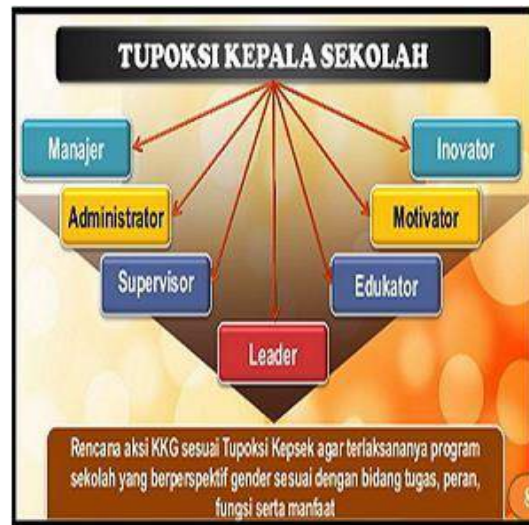 TUPOKSI KEPALA SEKOLAH
Manajer
Inovator
Administrator
Motivator
Supervisor
Edukator
Leader
Rencana aksi KKG sesuai Tupoksi Kepsek agar terlaksananya program
sekolah yang berperspektif gender sesuai dengan bidang tugas, peran,
fungsi serta manfaat